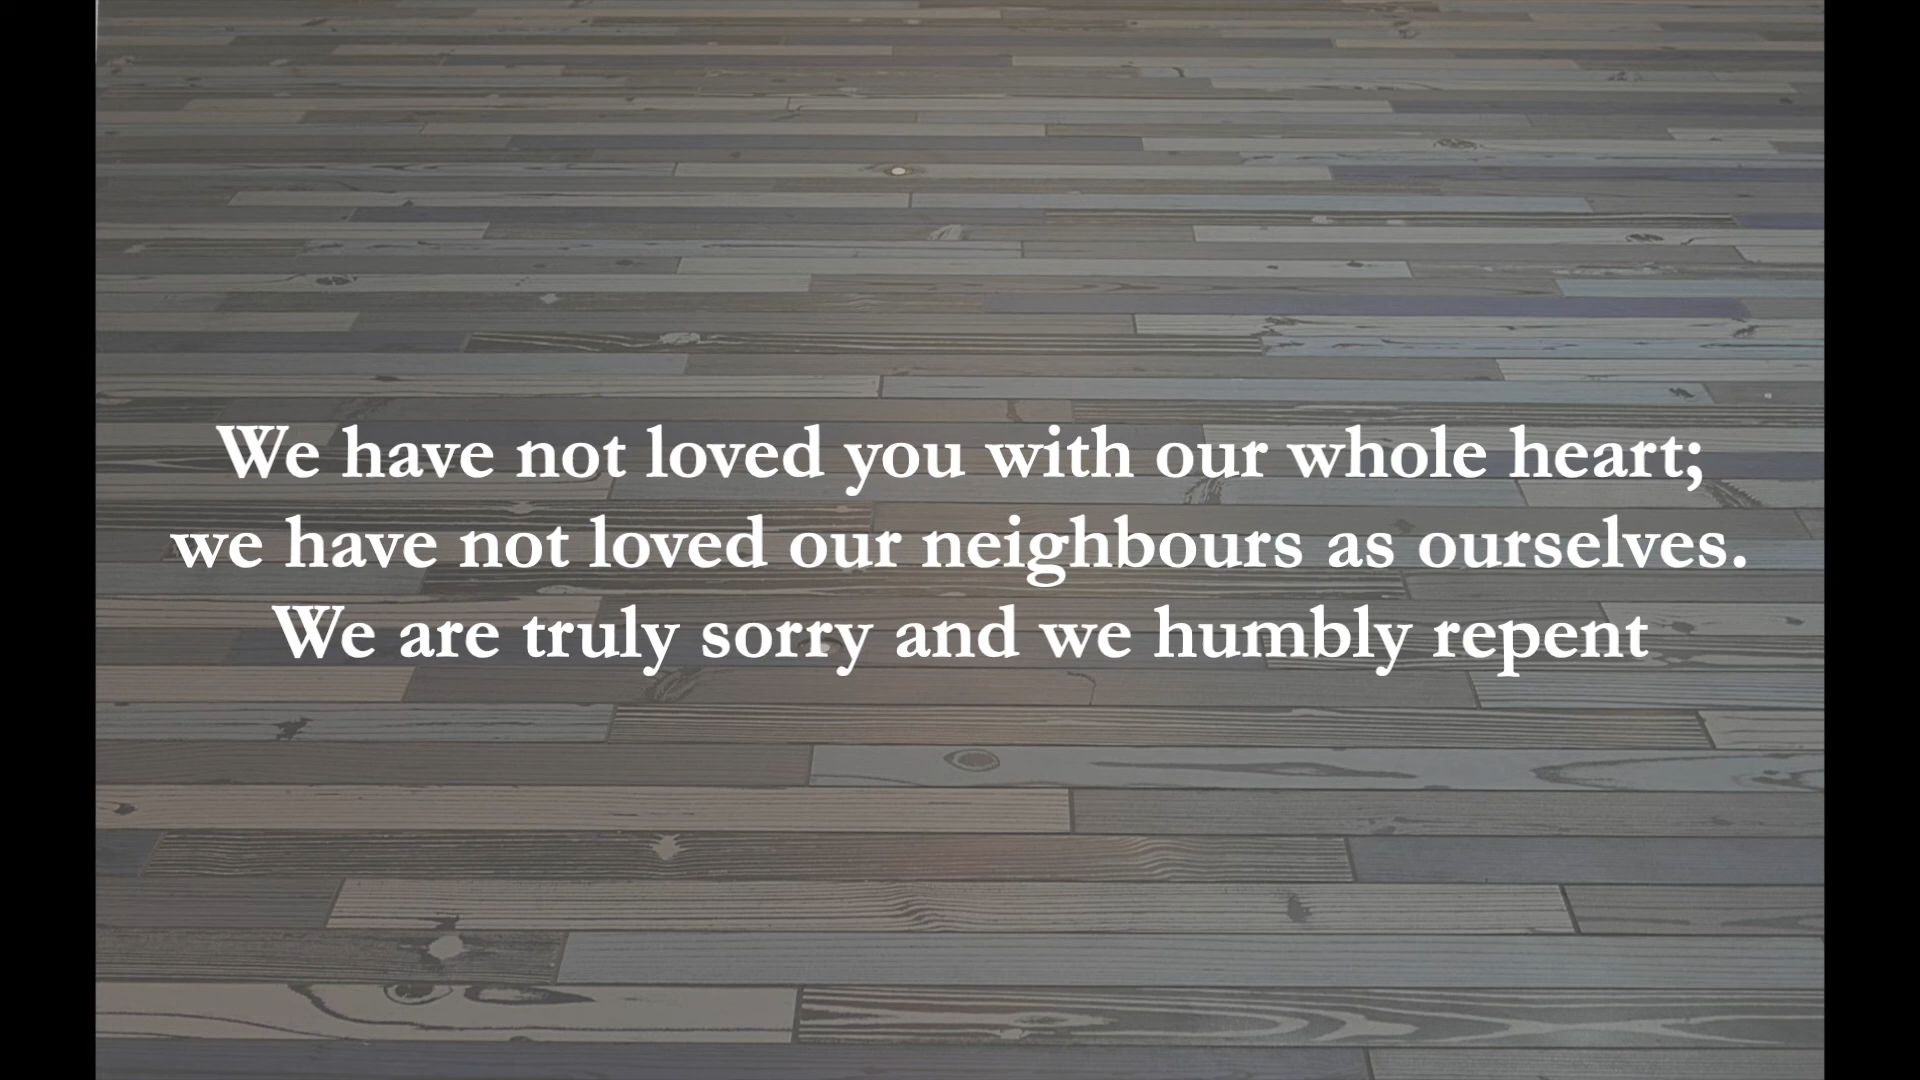 We have not loved you with our whole heart;
we have not loved our neighbours as ourselves.
We are truly sorry and we humbly repent